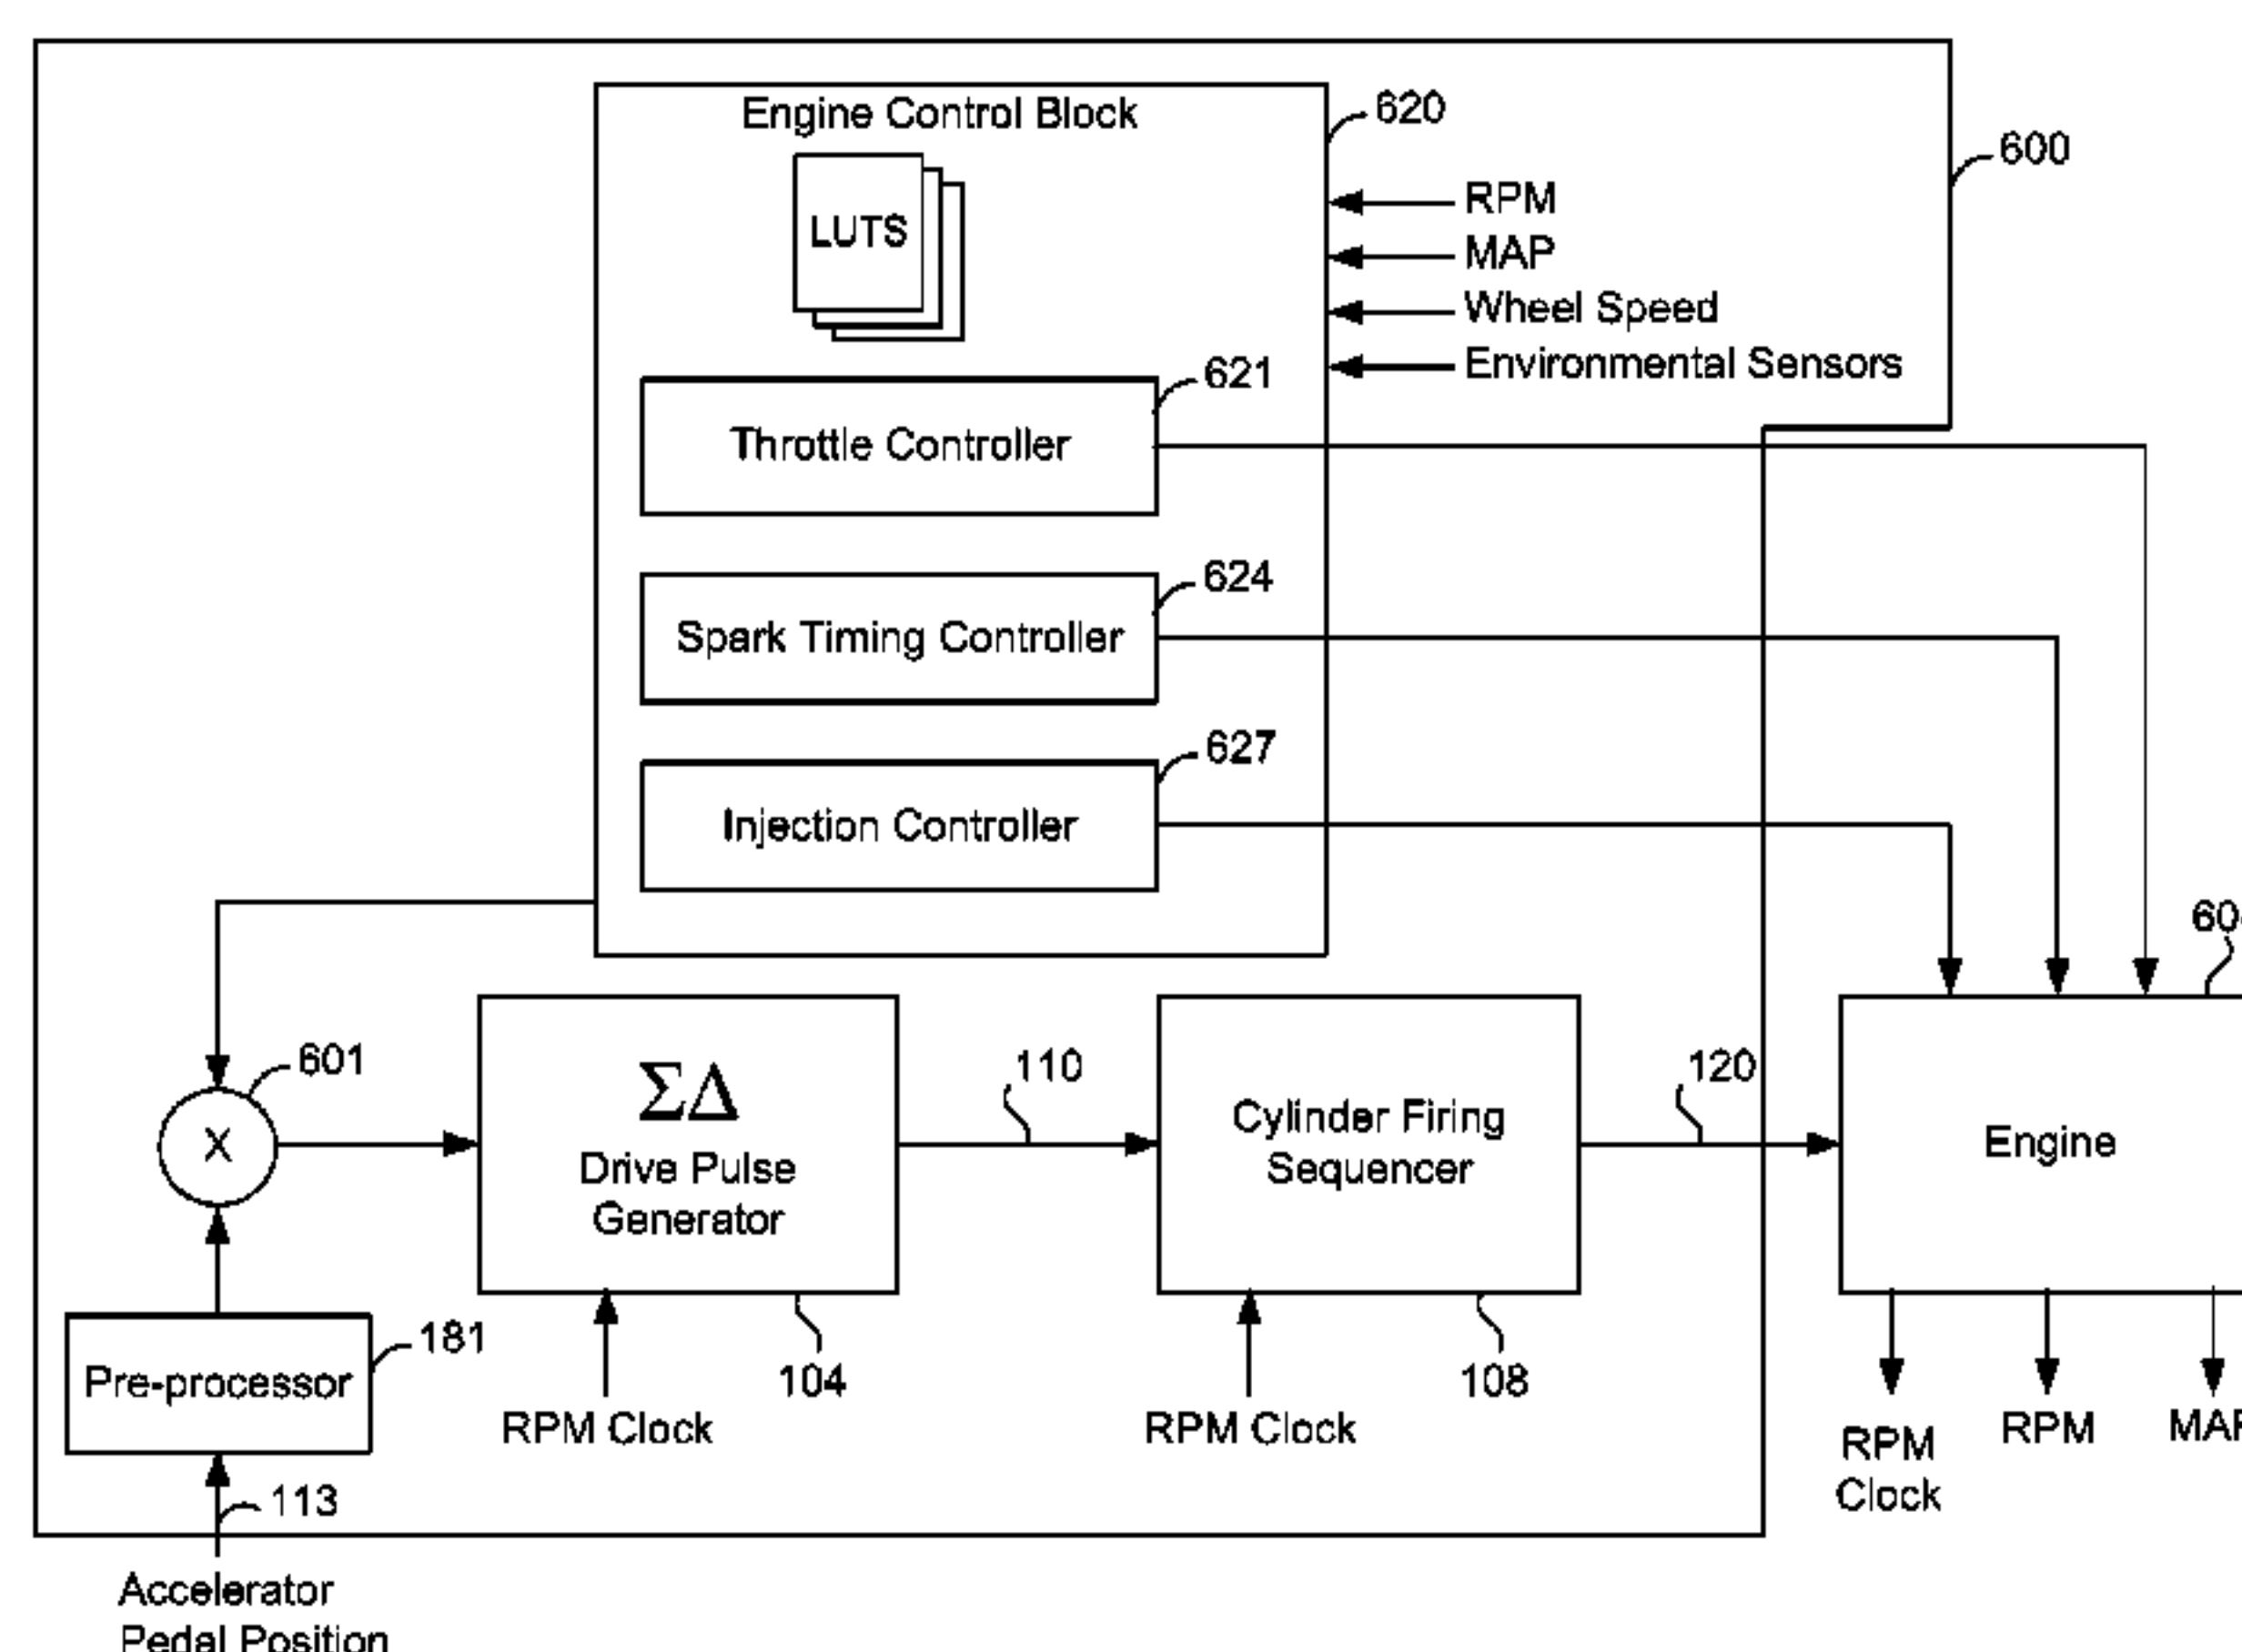 Engine Control Block
620
600
LUTS
RPM
MAP
Wheel Speed
Environmental Sensors
621
Throttle Controller
624
Spark Timing Controller
627
Injection Controller
601
X
ΣΔ
Drive Pulse
Generator
110
Cylinder Firing
Sequencer
120
Engine
181
Pre-processor
104
RPM Clock
108
RPM Clock
RPM
Clock
RPM
113
Accelerator
Pedal Position